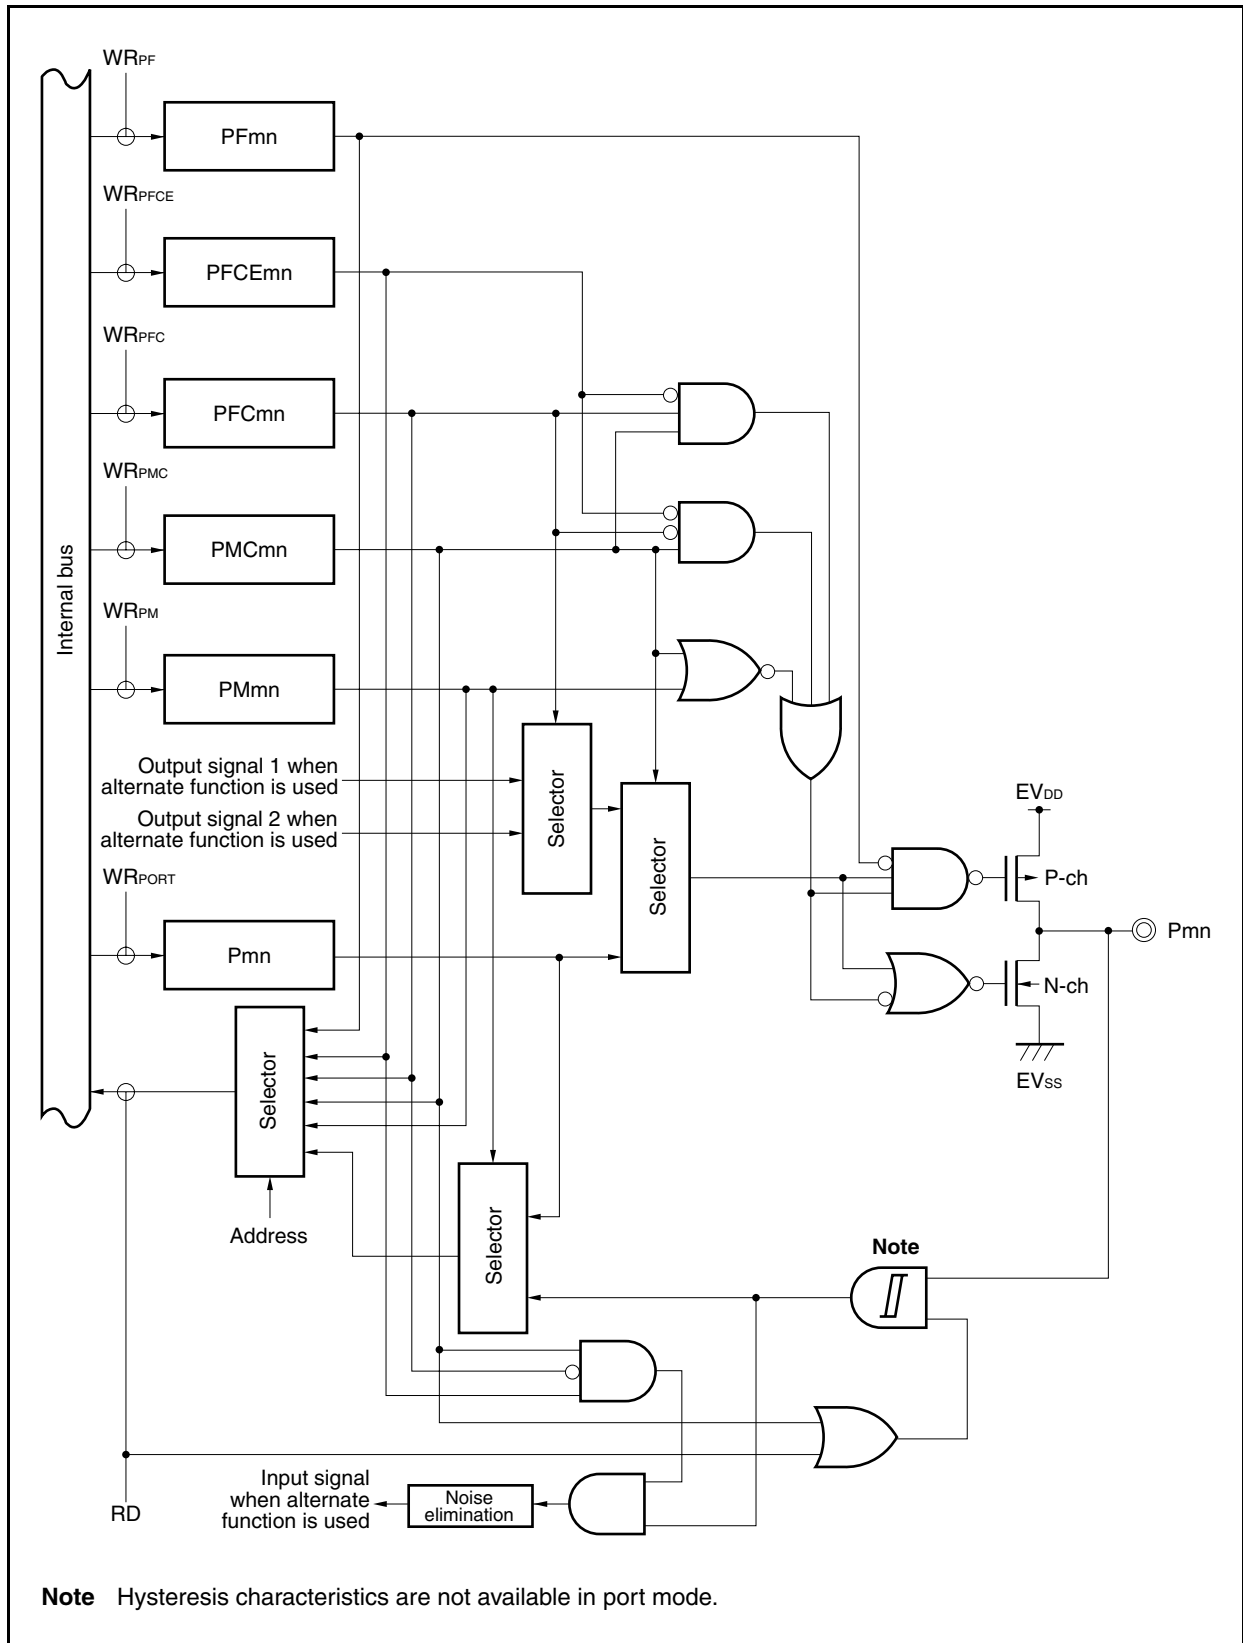 WRPF
PFmn
WRPFCE
PFCEmn
WRPFC
PFCmn
WRPMC
PMCmn
Internal bus
WRPM
PMmn
Output signal 1 when
alternate function is used
Output signal 2 when
alternate function is used
Selector
Selector
EVDD
P-ch
WRPORT
Pmn
Pmn
N-ch
EVSS
Selector
Address
Selector
Note
Input signal
when alternate
function is used
Noise
elimination
RD
Note Hysteresis characteristics are not available in port mode.